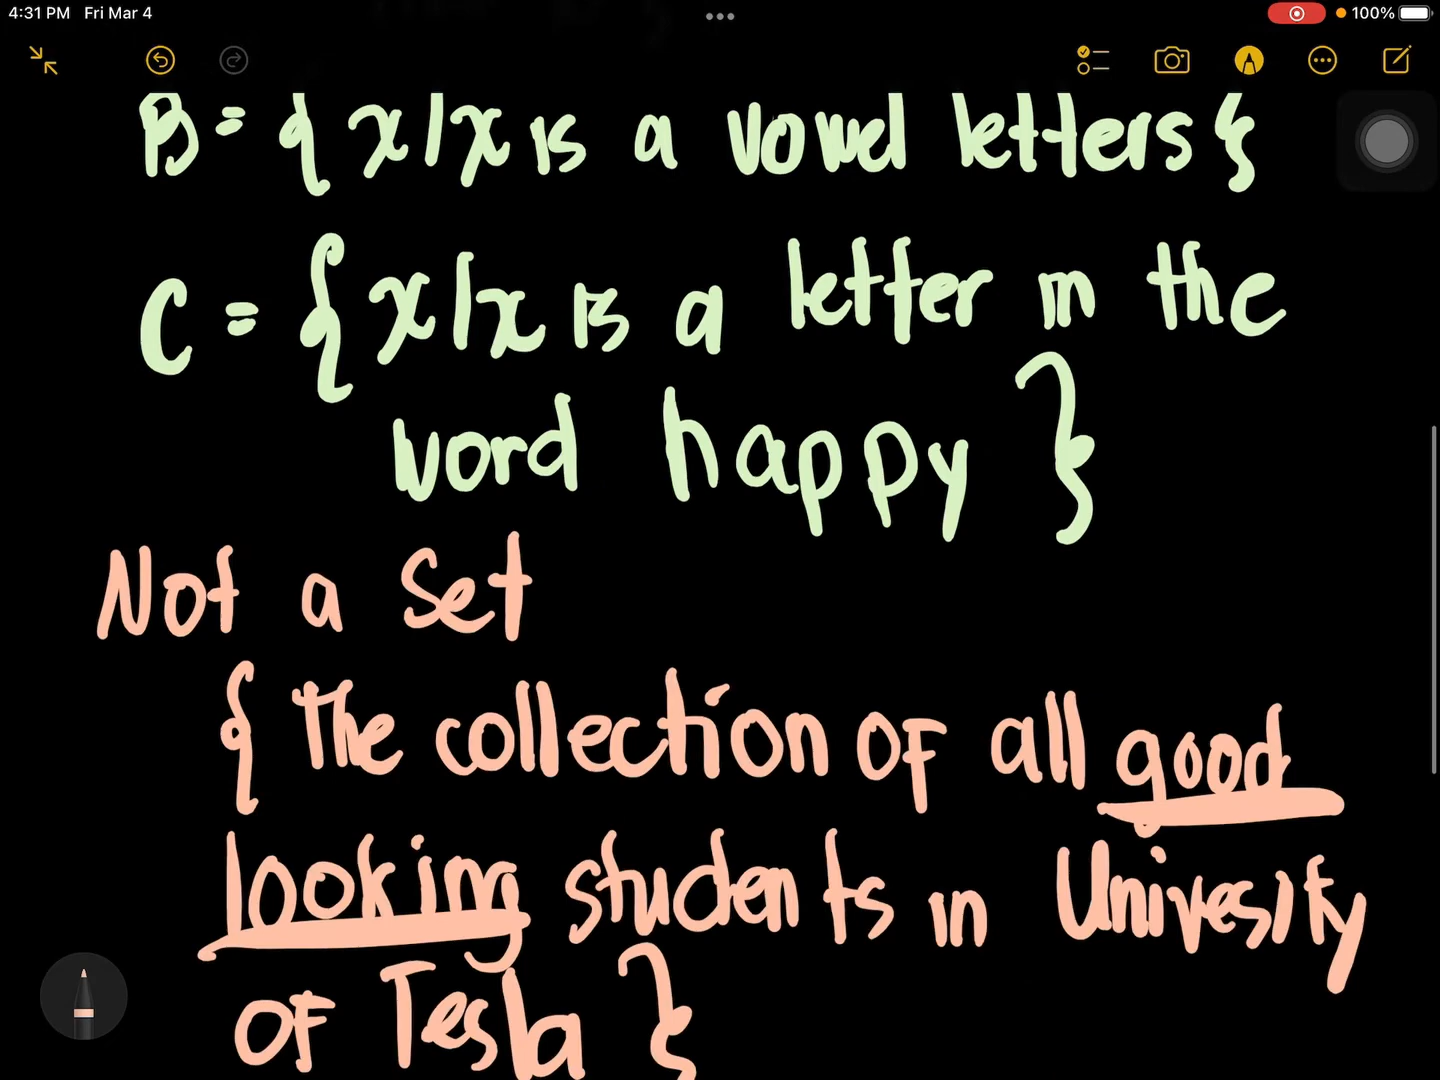 4:31 PM Fri Mar 4
100%
B = { x/x is a vowel letters {
C = { x/x is a letter in the
word happy }
Not a set
{ The collection of all good
looking students in Univesity
of Tesla }